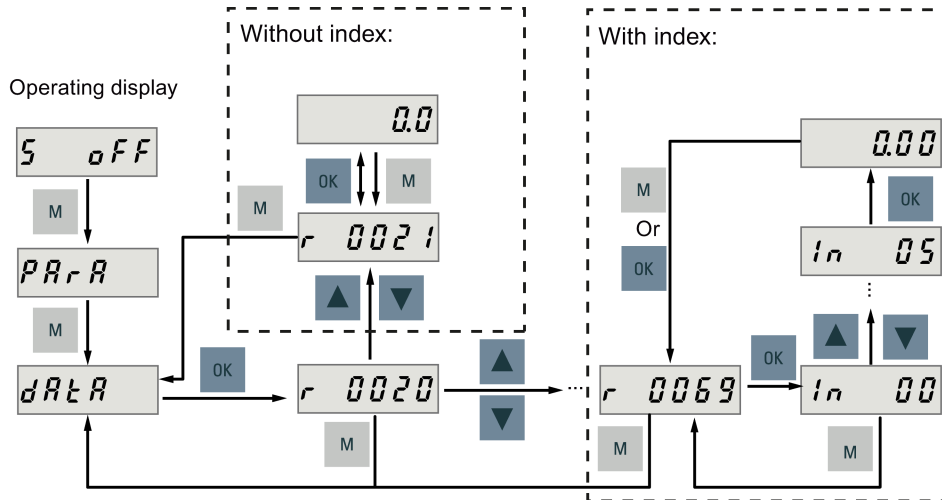 Without index:
With index:
Operating display
0.0
S oFF
0.00
OK
M
M
OK
M
M
Or
r 0021
In 05
OK
PArA
M
OK
OK
dAtA
r 0020
r 0069
In 00
M
M
M